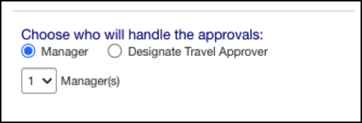 Choose who will handle the approvals:
Manager Designate Travel Approver
1 Manager(s)